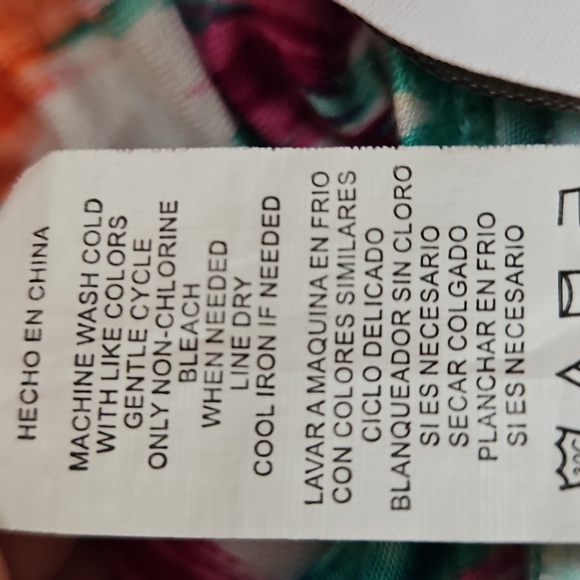 HECHO EN CHINA
MACHINE WASH COLD
WITH LIKE COLORS
GENTLE CYCLE
ONLY NON-CHLORINE
BLEACH
WHEN NEEDED
LINE DRY
COOL IRON IF NEEDED
LAVAR A MAQUINA EN FRIO
CON COLORES SIMILARES
CICLO DELICADO
BLANQUEADOR SIN CLORO
SI ES NECESARIO
SECAR COLGADO
PLANCHAR EN FRIO
SI ES NECESARIO